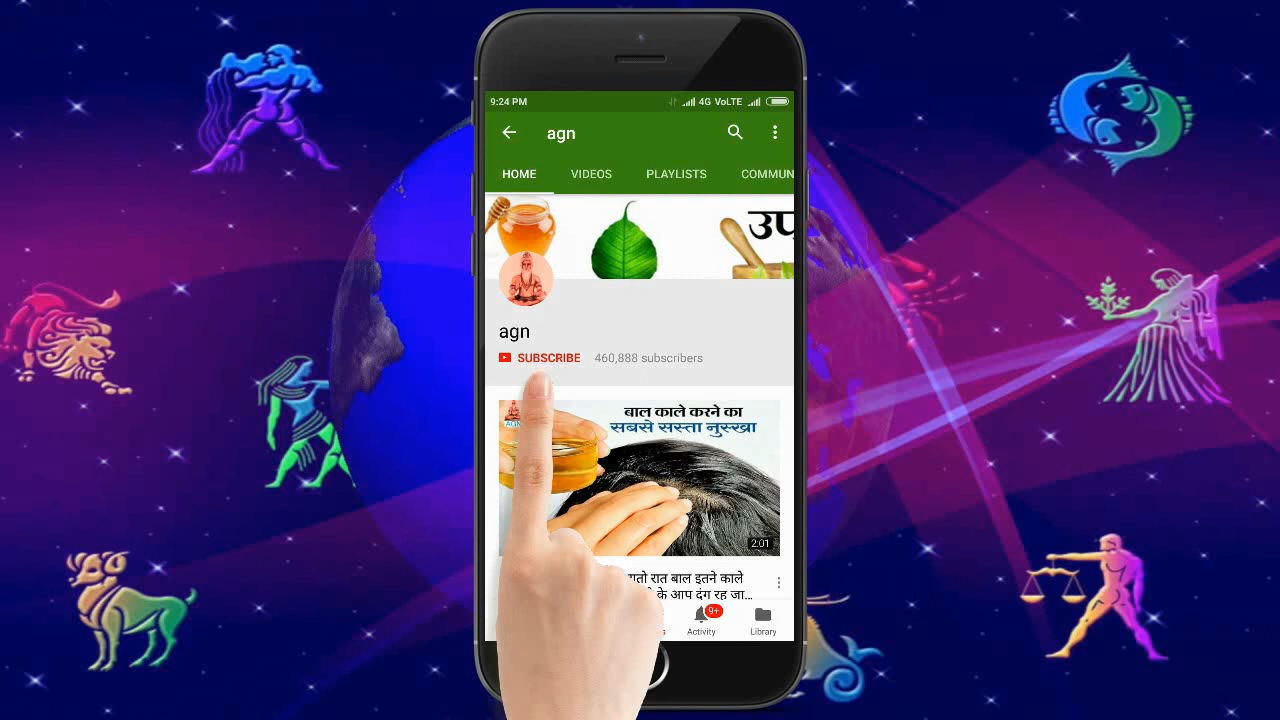 9:24 PM
4G VoLTE
agn
HOME VIDEOS PLAYLISTS COMMUN
agn
SUBSCRIBE 460,888 subscribers
AGN
बाल काले करने का
सबसे सस्ता नुस्खा
2:01
रात बाल इतने काले
के आप दंग रह जा...
9+
Activity Library